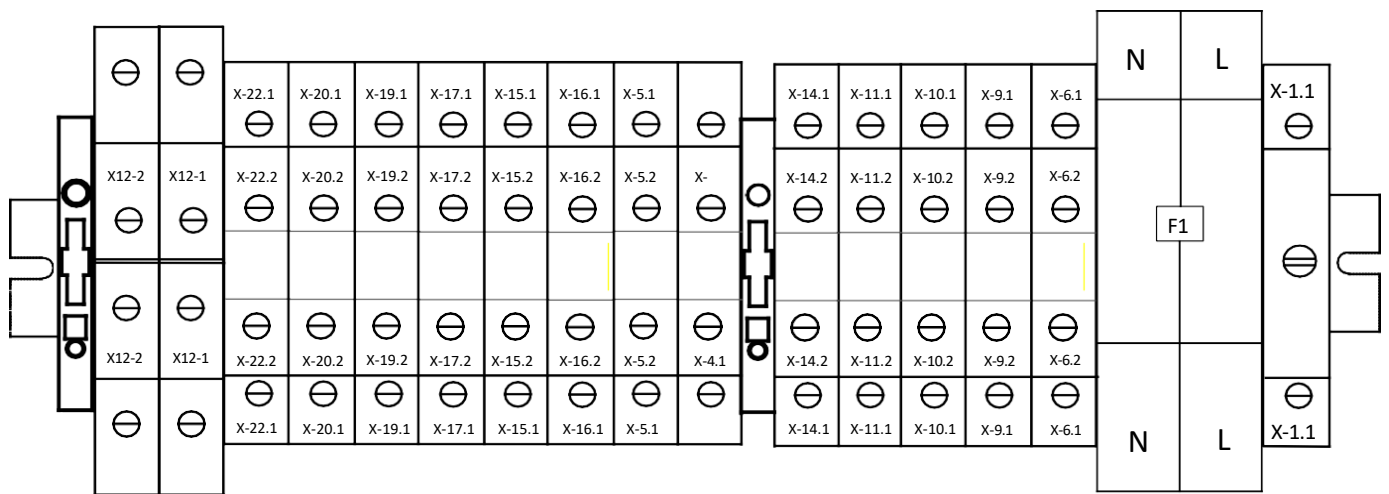 N L
X-22.1 X-20.1 X-19.1 X-17.1 X-15.1 X-16.1 X-5.1 X-14.1 X-11.1 X-10.1 X-9.1 X-6.1 X-1.1
X12-2 X12-1 X-22.2 X-20.2 X-19.2 X-17.2 X-15.2 X-16.2 X-5.2 X- X-14.2 X-11.2 X-10.2 X-9.2 X-6.2
F1
X12-2 X12-1 X-22.2 X-20.2 X-19.2 X-17.2 X-15.2 X-16.2 X-5.2 X-4.1 X-14.2 X-11.2 X-10.2 X-9.2 X-6.2
X-22.1 X-20.1 X-19.1 X-17.1 X-15.1 X-16.1 X-5.1 X-14.1 X-11.1 X-10.1 X-9.1 X-6.1 N L X-1.1